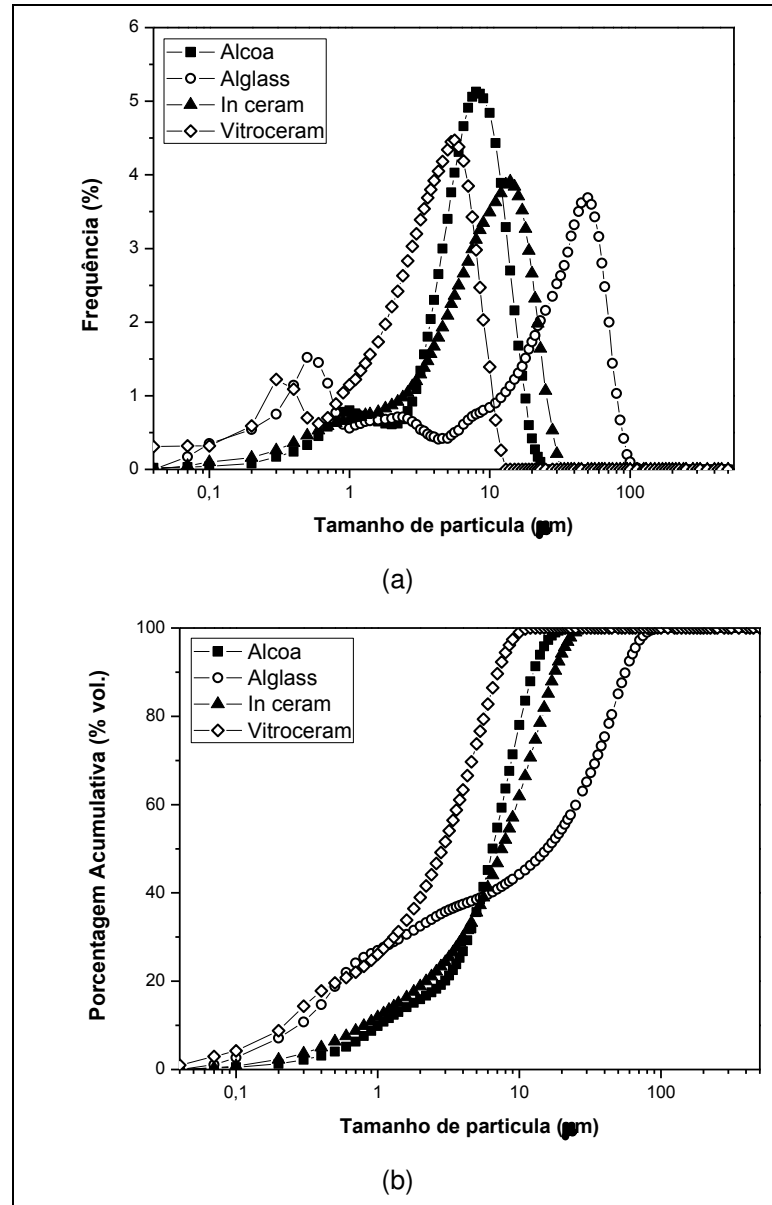 6
5
4
3
2
1
0
Frequência (%)
Alcoa
Alglass
In ceram
Vitroceram
0,1 1 10 100
Tamanho de particula (μm)
(a)
100
80
60
40
20
0
Porcentagem Acumulativa (% vol.)
Alcoa
Alglass
In ceram
Vitroceram
0,1 1 10 100
Tamanho de particula (μm)
(b)